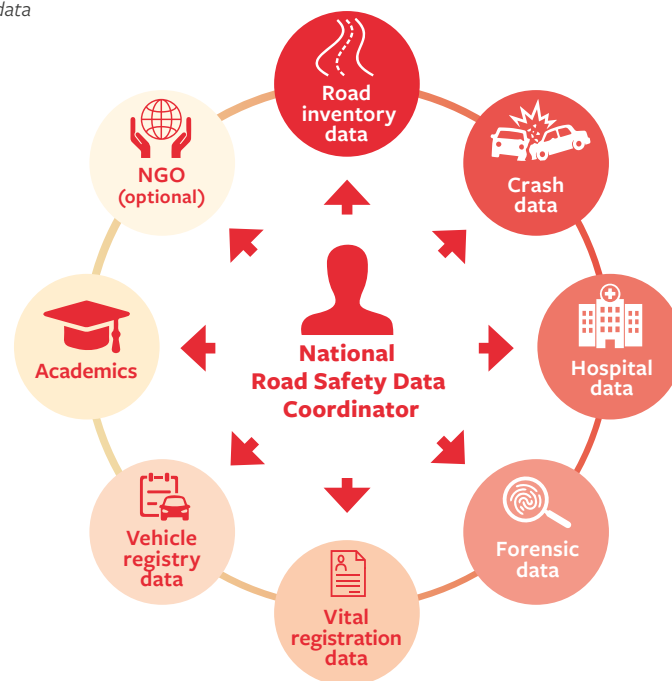 data
Road
inventory
data
Crash
data
Hospital
data
Forensic
data
Vital
registration
data
Vehicle
registry
data
Academics
NGO
(optional)
National
Road Safety Data
Coordinator